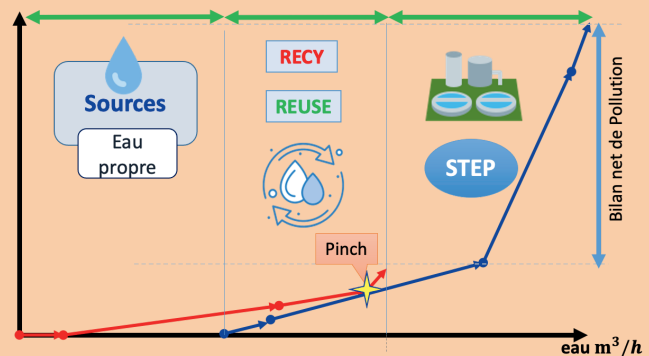 Sources
Eau
propre
RECY
REUSE
STEP
Pinch
Bilan net de Pollution
eau m³/h